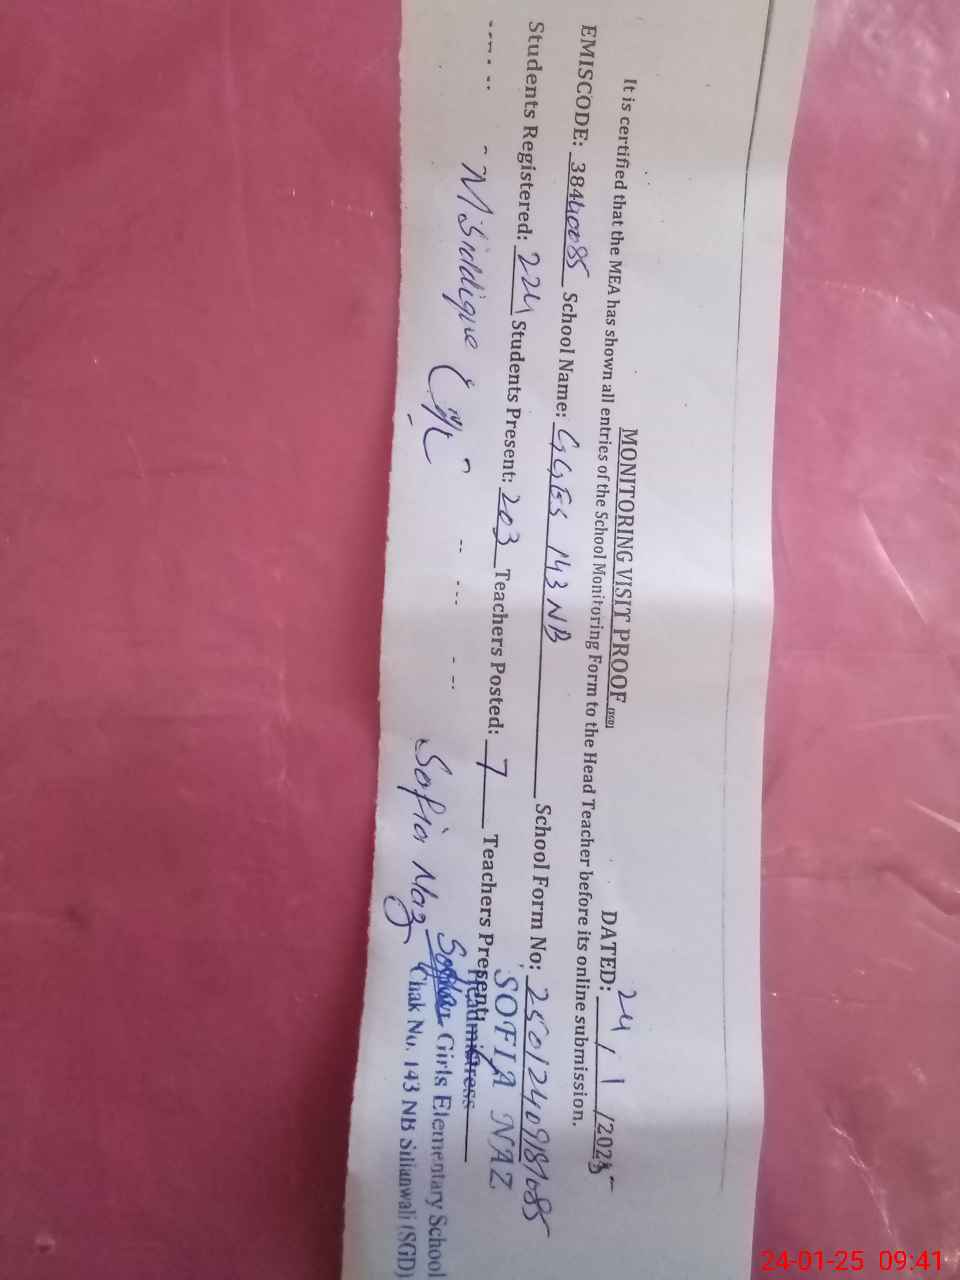 MONITORING VISIT PROOF (SGD) DATED: 24 / 1 /2025
It is certified that the MEA has shown all entries of the School Monitoring Form to the Head Teacher before its online submission.
EMISCODE: 38440085 School Name: GGES 143 NB School Form No: 25012409181085
Students Registered: 224 Students Present: 203 Teachers Posted: 7 Teachers Present:
SOFIA NAZ
Headmistress
M Siddique
Sofia Naz
Girls Elementary School
Chak No. 143 NB Sillanwali (SGD)
24-01-25 09:41